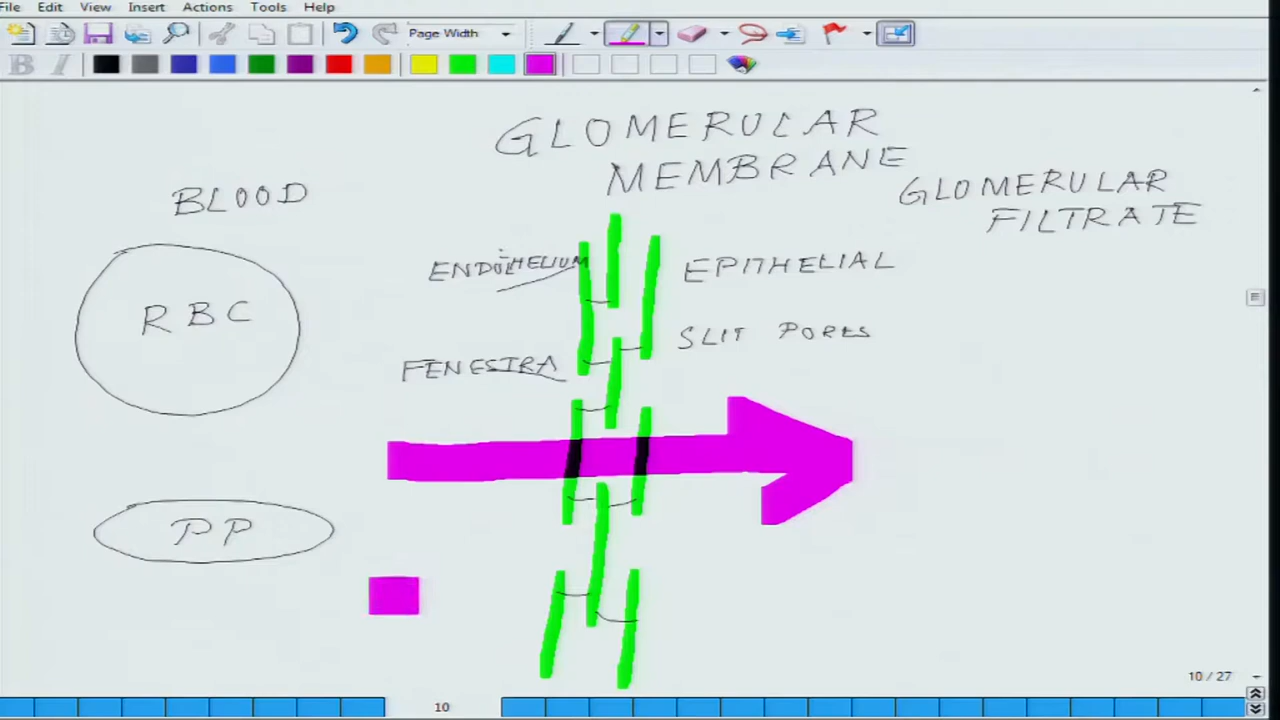 File Edit View Insert Actions Tools Help
Page Width
B I
GLOMERULAR
MEMBRANE
GLOMERULAR
FILTRATE
BLOOD
ENDOTHELIUM
EPITHELIAL
RBC
SLIT PORES
FENESTRA
PP
10 / 27
10